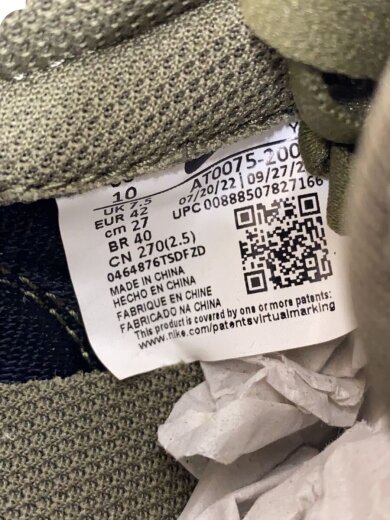 10
UK 7.5
EUR 42
cm 27
BR 40
CN 270(2.5)
0464876TSDFZD
MADE IN CHINA
HECHO EN CHINA
FABRIQUE EN CHINE
FABRICADO NA CHINA
This product is covered by one or more patents:
www.nike.com/patentsvirtualmarking
Y
AT0075-200
07/20/22 09/27/2
UPC 00888507827166